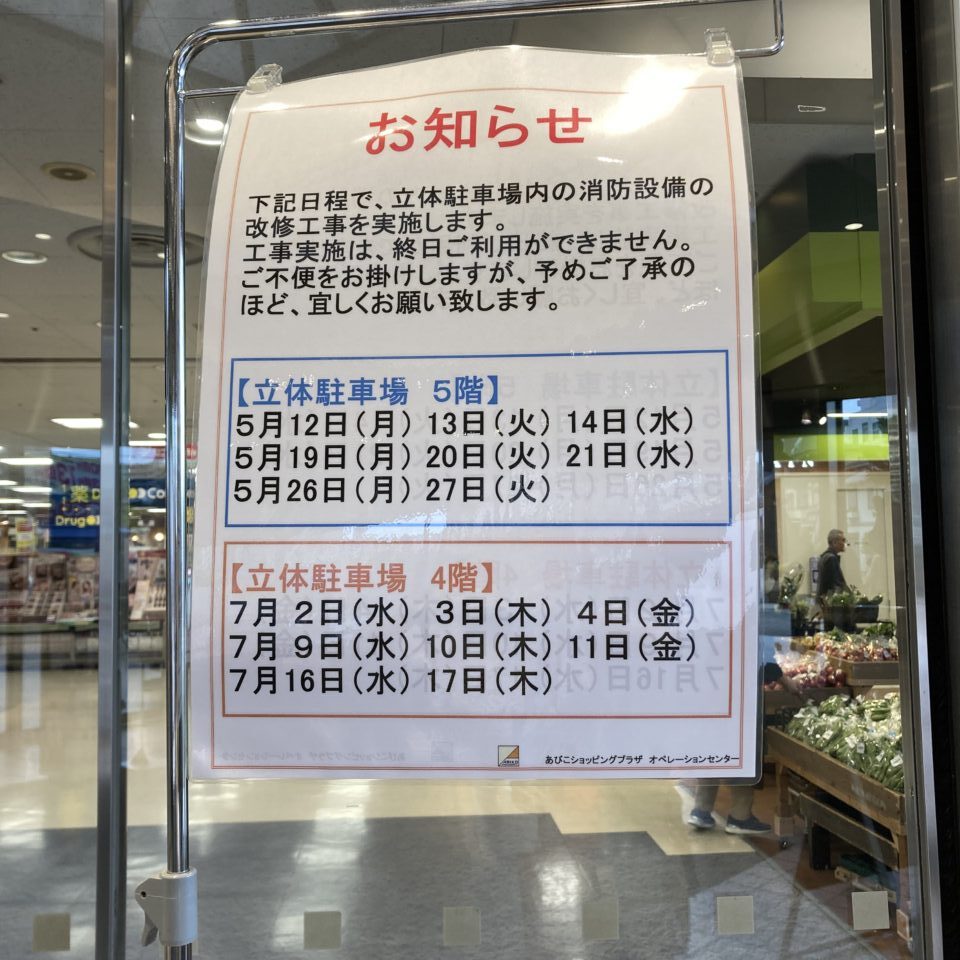 お知らせ
下記日程で、立体駐車場内の消防設備の
改修工事を実施します。
工事実施は、終日ご利用ができません。
ご不便をお掛けしますが、予めご了承の
ほど、宜しくお願い致します。
【立体駐車場 5階】
5月12日(月) 13日(火) 14日(水)
5月19日(月) 20日(火) 21日(水)
5月26日(月) 27日(火)
【立体駐車場 4階】
7月 2日(水) 3日(木) 4日(金)
7月 9日(水) 10日(木) 11日(金)
7月16日(水) 17日(木)
あびこショッピングプラザ オペレーションセンター
薬
Drug